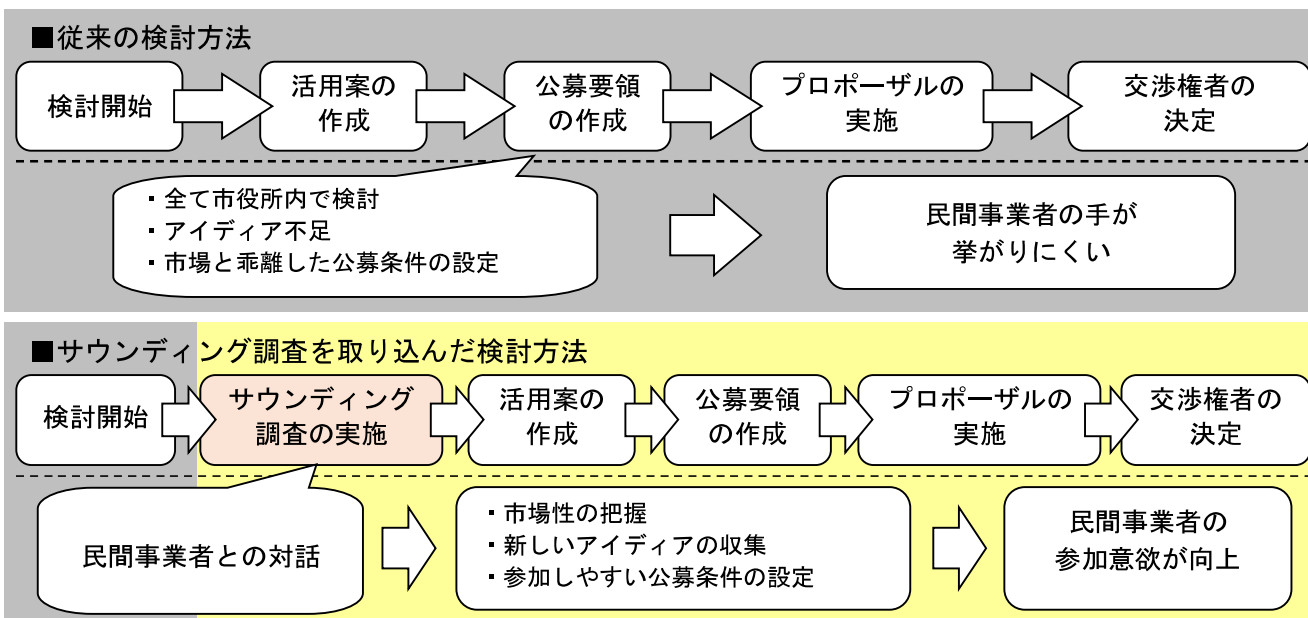 ■従来の検討方法
検討開始
活用案の
作成
公募要領
の作成
プロポーザルの
実施
交渉権者の
決定
・全て市役所内で検討
・アイディア不足
・市場と乖離した公募条件の設定
民間事業者の手が
挙がりにくい
■サウンディング調査を取り込んだ検討方法
検討開始
サウンディング
調査の実施
活用案の
作成
公募要領
の作成
プロポーザルの
実施
交渉権者の
決定
民間事業者との対話
・市場性の把握
・新しいアイディアの収集
・参加しやすい公募条件の設定
民間事業者の
参加意欲が向上